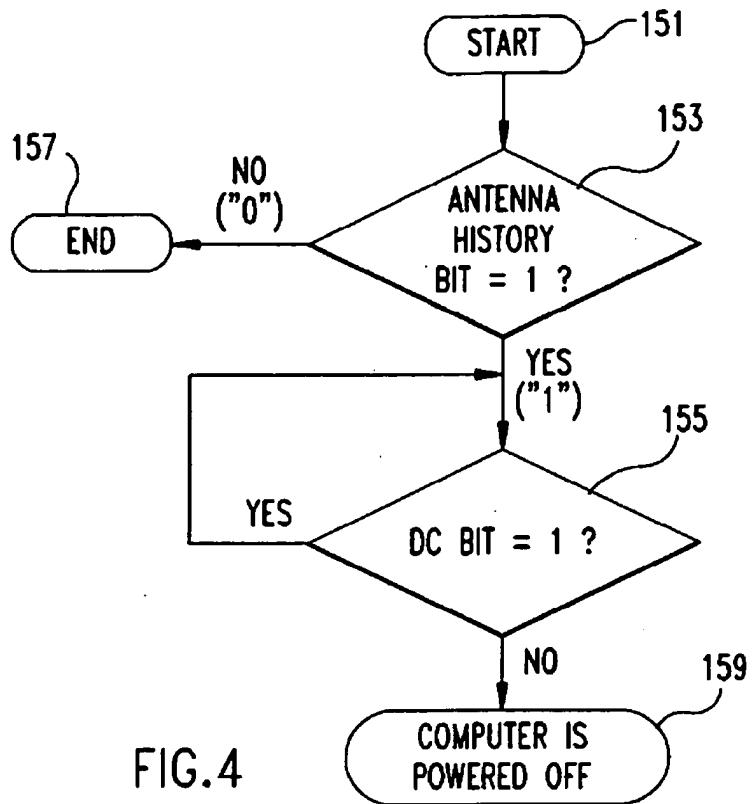 START
151
153
157
NO
("0")
END
ANTENNA
HISTORY
BIT = 1 ?
YES
("1")
155
YES
DC BIT = 1 ?
NO
159
COMPUTER IS
POWERED OFF
FIG.4